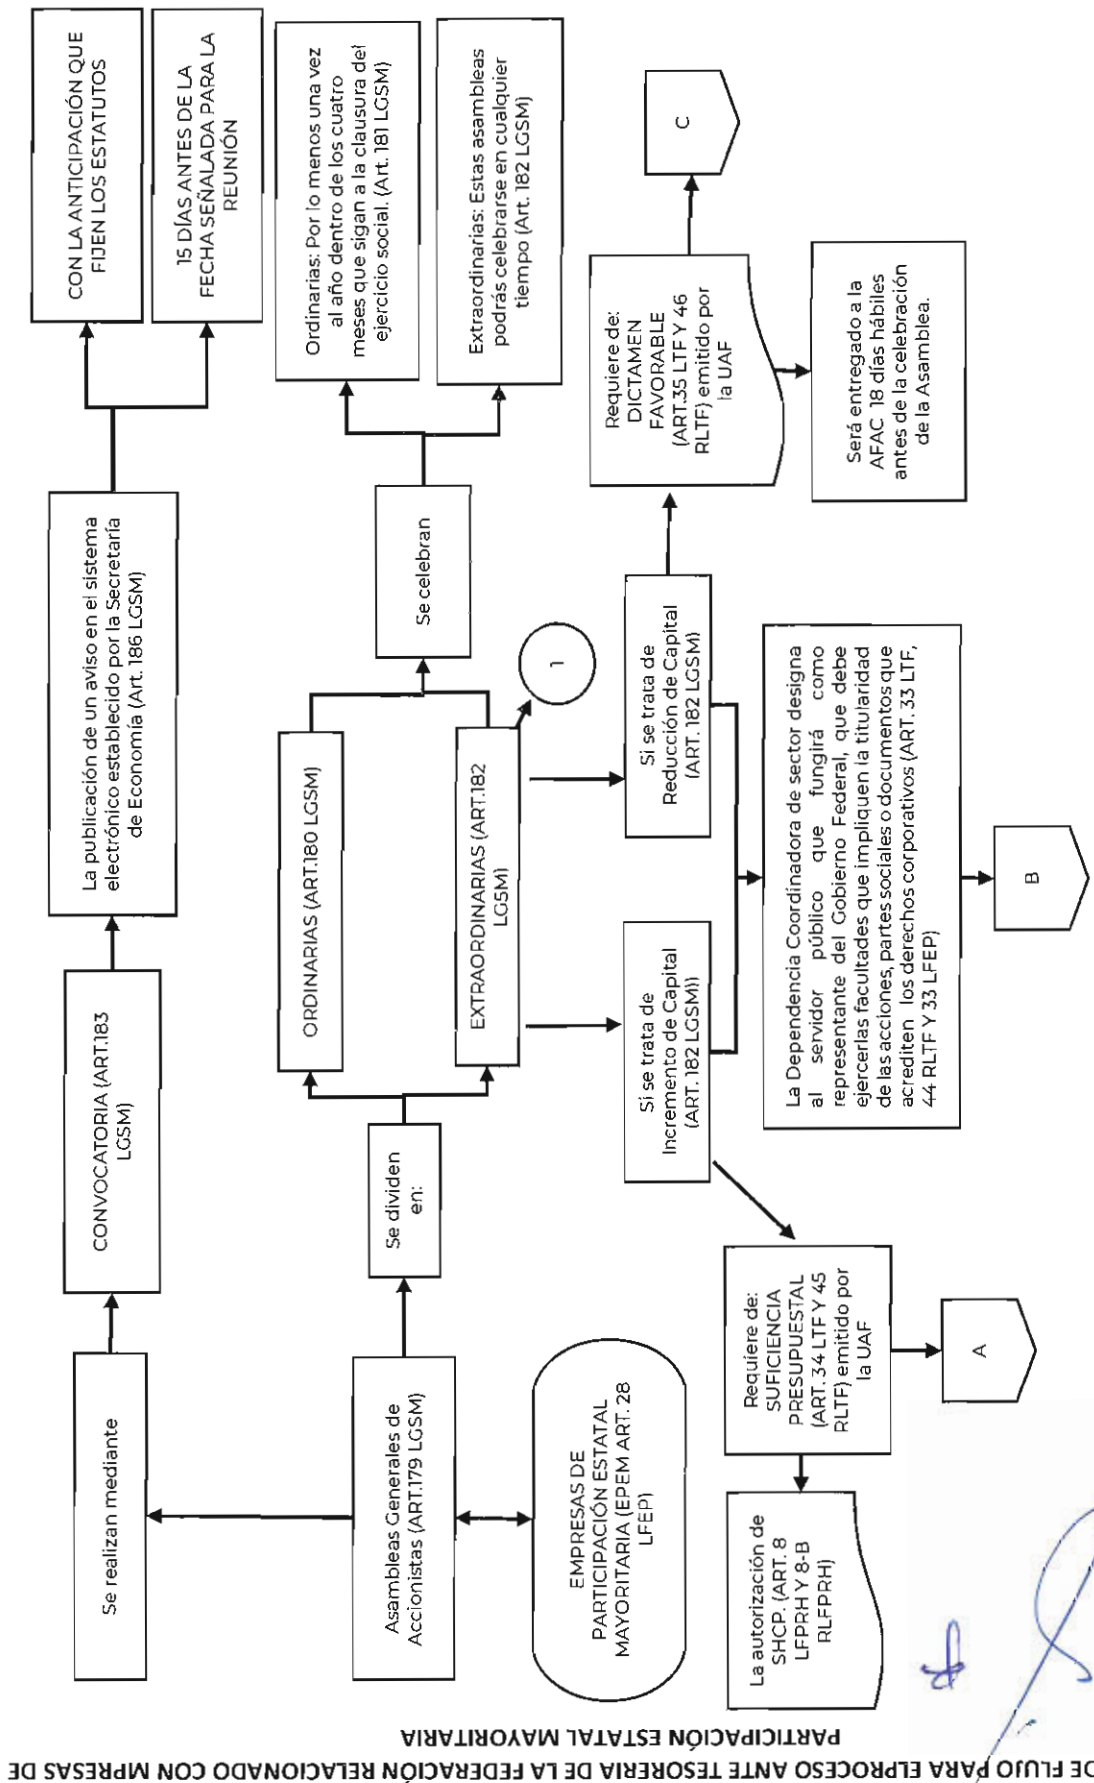 DE FLUJO PARA ELPROCESO ANTE TESORERIA DE LA FEDERACIÓN RELACIONADO CON MPRESAS DE
PARTICIPACIÓN ESTATAL MAYORITARIA
Se realizan mediante
CONVOCATORIA (ART.183
LGSM)
La publicación de un aviso en el sistema
electrónico establecido por la Secretaría
de Economía (Art. 186 LGSM)
CON LA ANTICIPACIÓN QUE
FIJEN LOS ESTATUTOS
15 DÍAS ANTES DE LA
FECHA SEÑALADA PARA LA
REUNIÓN
Asambleas Generales de
Accionistas (ART.179 LGSM)
Se dividen
en:
ORDINARIAS (ART.180 LGSM)
EXTRAORDINARIAS (ART.182
LGSM)
Se celebran
Ordinarias: Por lo menos una vez
al año dentro de los cuatro
meses que sigan a la clausura del
ejercicio social. (Art. 181 LGSM)
Extraordinarias: Estas asambleas
podrás celebrarse en cualquier
tiempo (Art. 182 LGSM)
1
EMPRESAS DE
PARTICIPACIÓN ESTATAL
MAYORITARIA (EPEM ART. 28
LFEP)
Si se trata de
Incremento de Capital
(ART. 182 LGSM))
Si se trata de
Reducción de Capital
(ART. 182 LGSM)
Requiere de:
DICTAMEN
FAVORABLE
(ART.35 LTF Y 46
RLTF) emitido por
la UAF
C
Será entregado a la
AFAC 18 días hábiles
antes de la celebración
de la Asamblea.
La autorización de
SHCP. (ART. 8
LFPRH Y 8-B
RLFPRH)
Requiere de:
SUFICIENCIA
PRESUPUESTAL
(ART. 34 LTF Y 45
RLTF) emitido por
la UAF
A
La Dependencia Coordinadora de sector designa
al servidor público que fungirá como
representante del Gobierno Federal, que debe
ejercerlas facultades que impliquen la titularidad
de las acciones, partes sociales o documentos que
acrediten los derechos corporativos (ART. 33 LTF,
44 RLTF Y 33 LFEP)
B